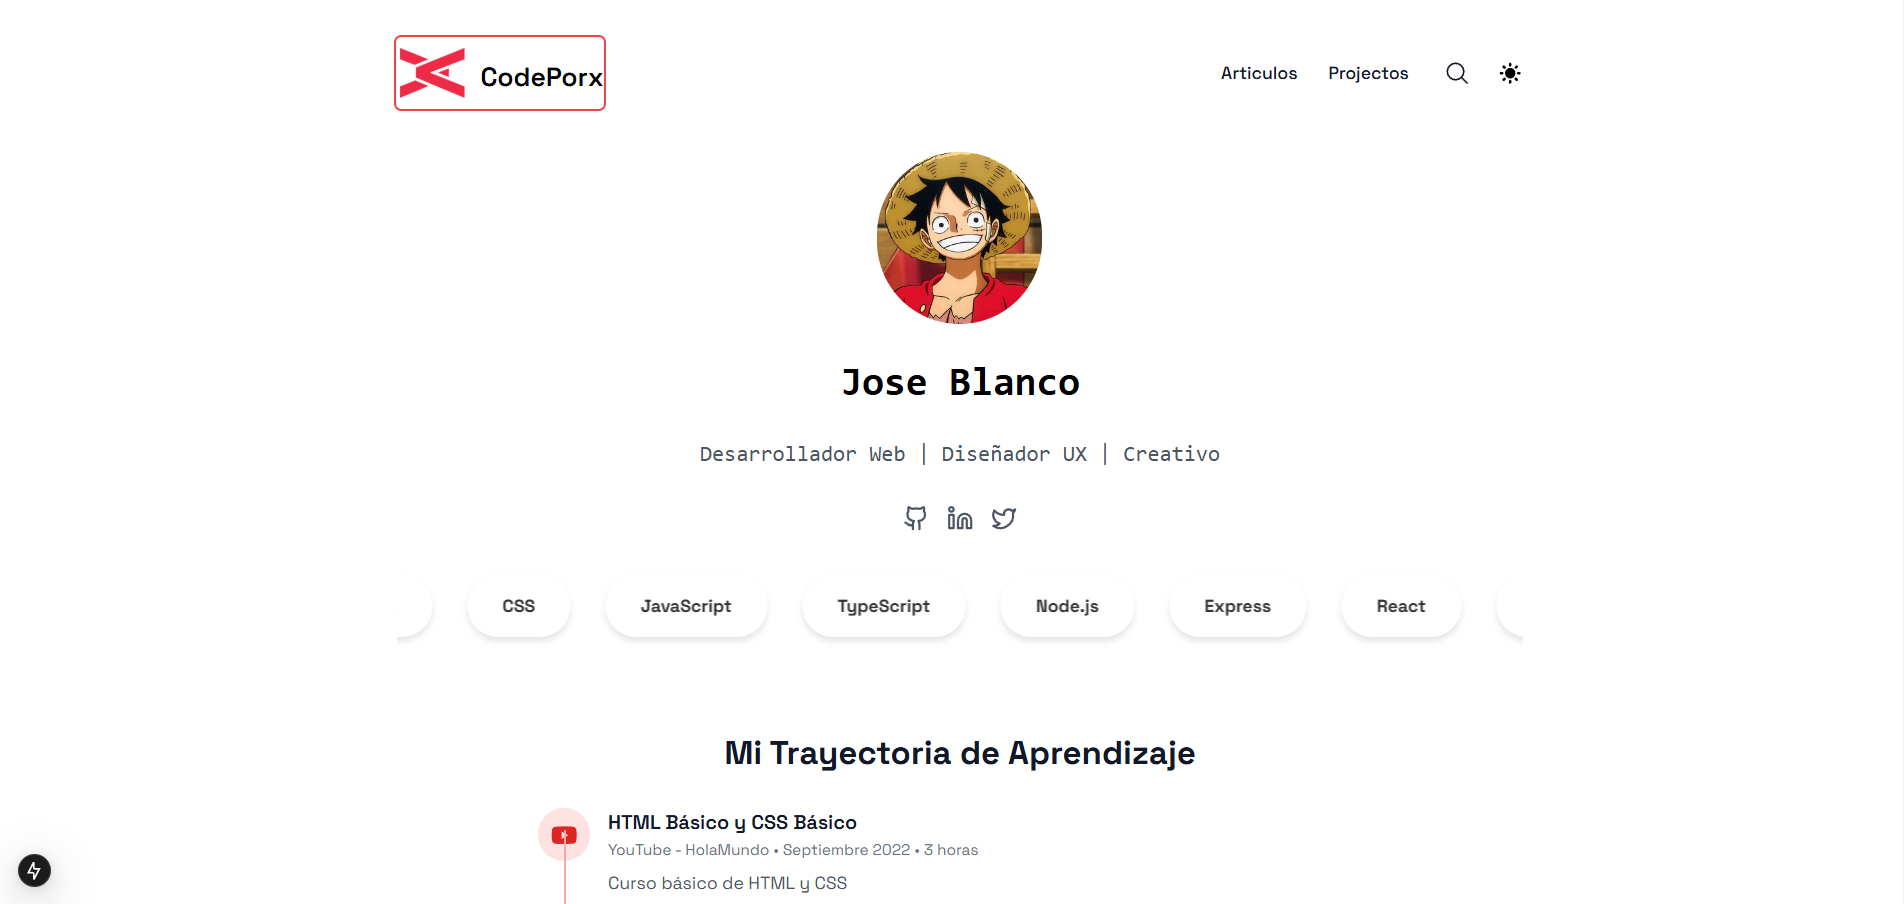 CodePorx
Articulos Projectos
Jose Blanco
Desarrollador Web | Diseñador UX | Creativo
CSS JavaScript TypeScript Node.js Express React
Mi Trayectoria de Aprendizaje
HTML Básico y CSS Básico
YouTube - HolaMundo • Septiembre 2022 • 3 horas
Curso básico de HTML y CSS